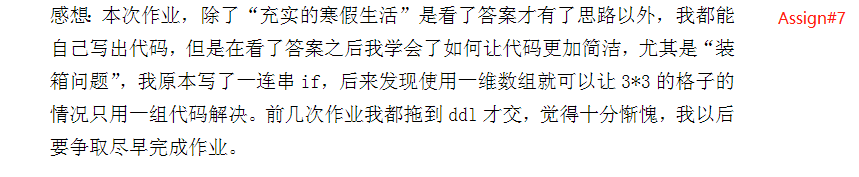 感想：本次作业，除了“充实的寒假生活”是看了答案才有了思路以外，我都能
Assign#7
自己写出代码，但是在看了答案之后我学会了如何让代码更加简洁，尤其是“装
箱问题”，我原本写了一连串 if，后来发现使用一维数组就可以让 3*3 的格子的
情况只用一组代码解决。前几次作业我都拖到 ddl 才交，觉得十分惭愧，我以后
要争取尽早完成作业。